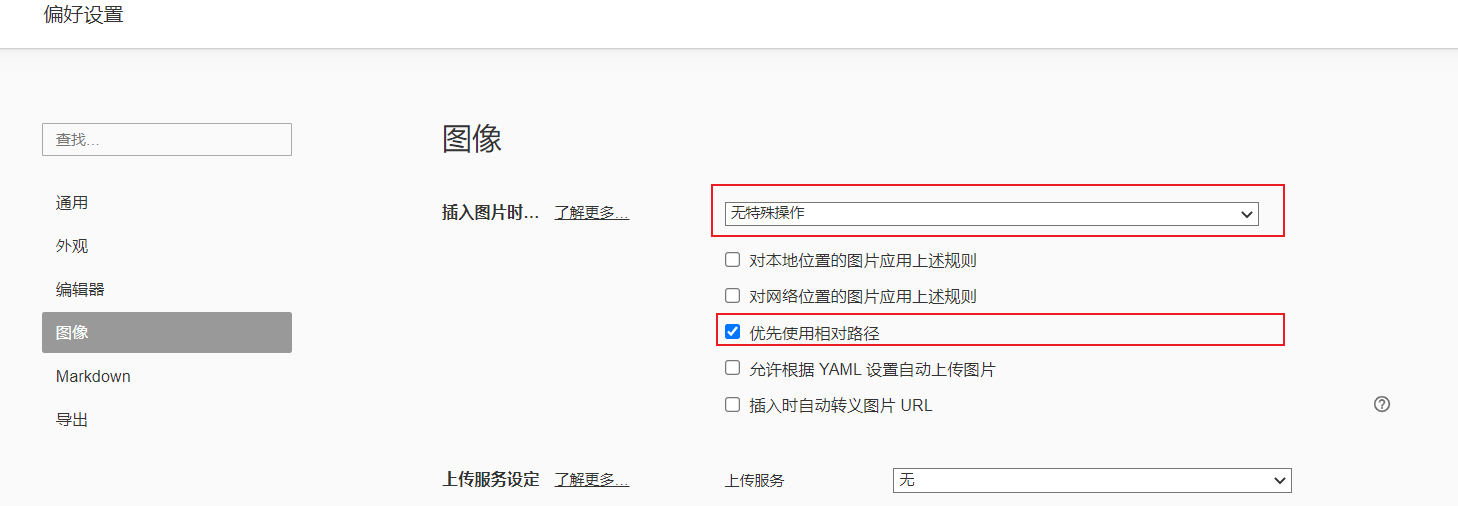 偏好设置
查找...
通用
外观
编辑器
图像
Markdown
导出
图像
插入图片时... 了解更多... 无特殊操作
对本地位置的图片应用上述规则
对网络位置的图片应用上述规则
优先使用相对路径
允许根据 YAML 设置自动上传图片
插入时自动转义图片 URL
上传服务设定 了解更多... 上传服务 无